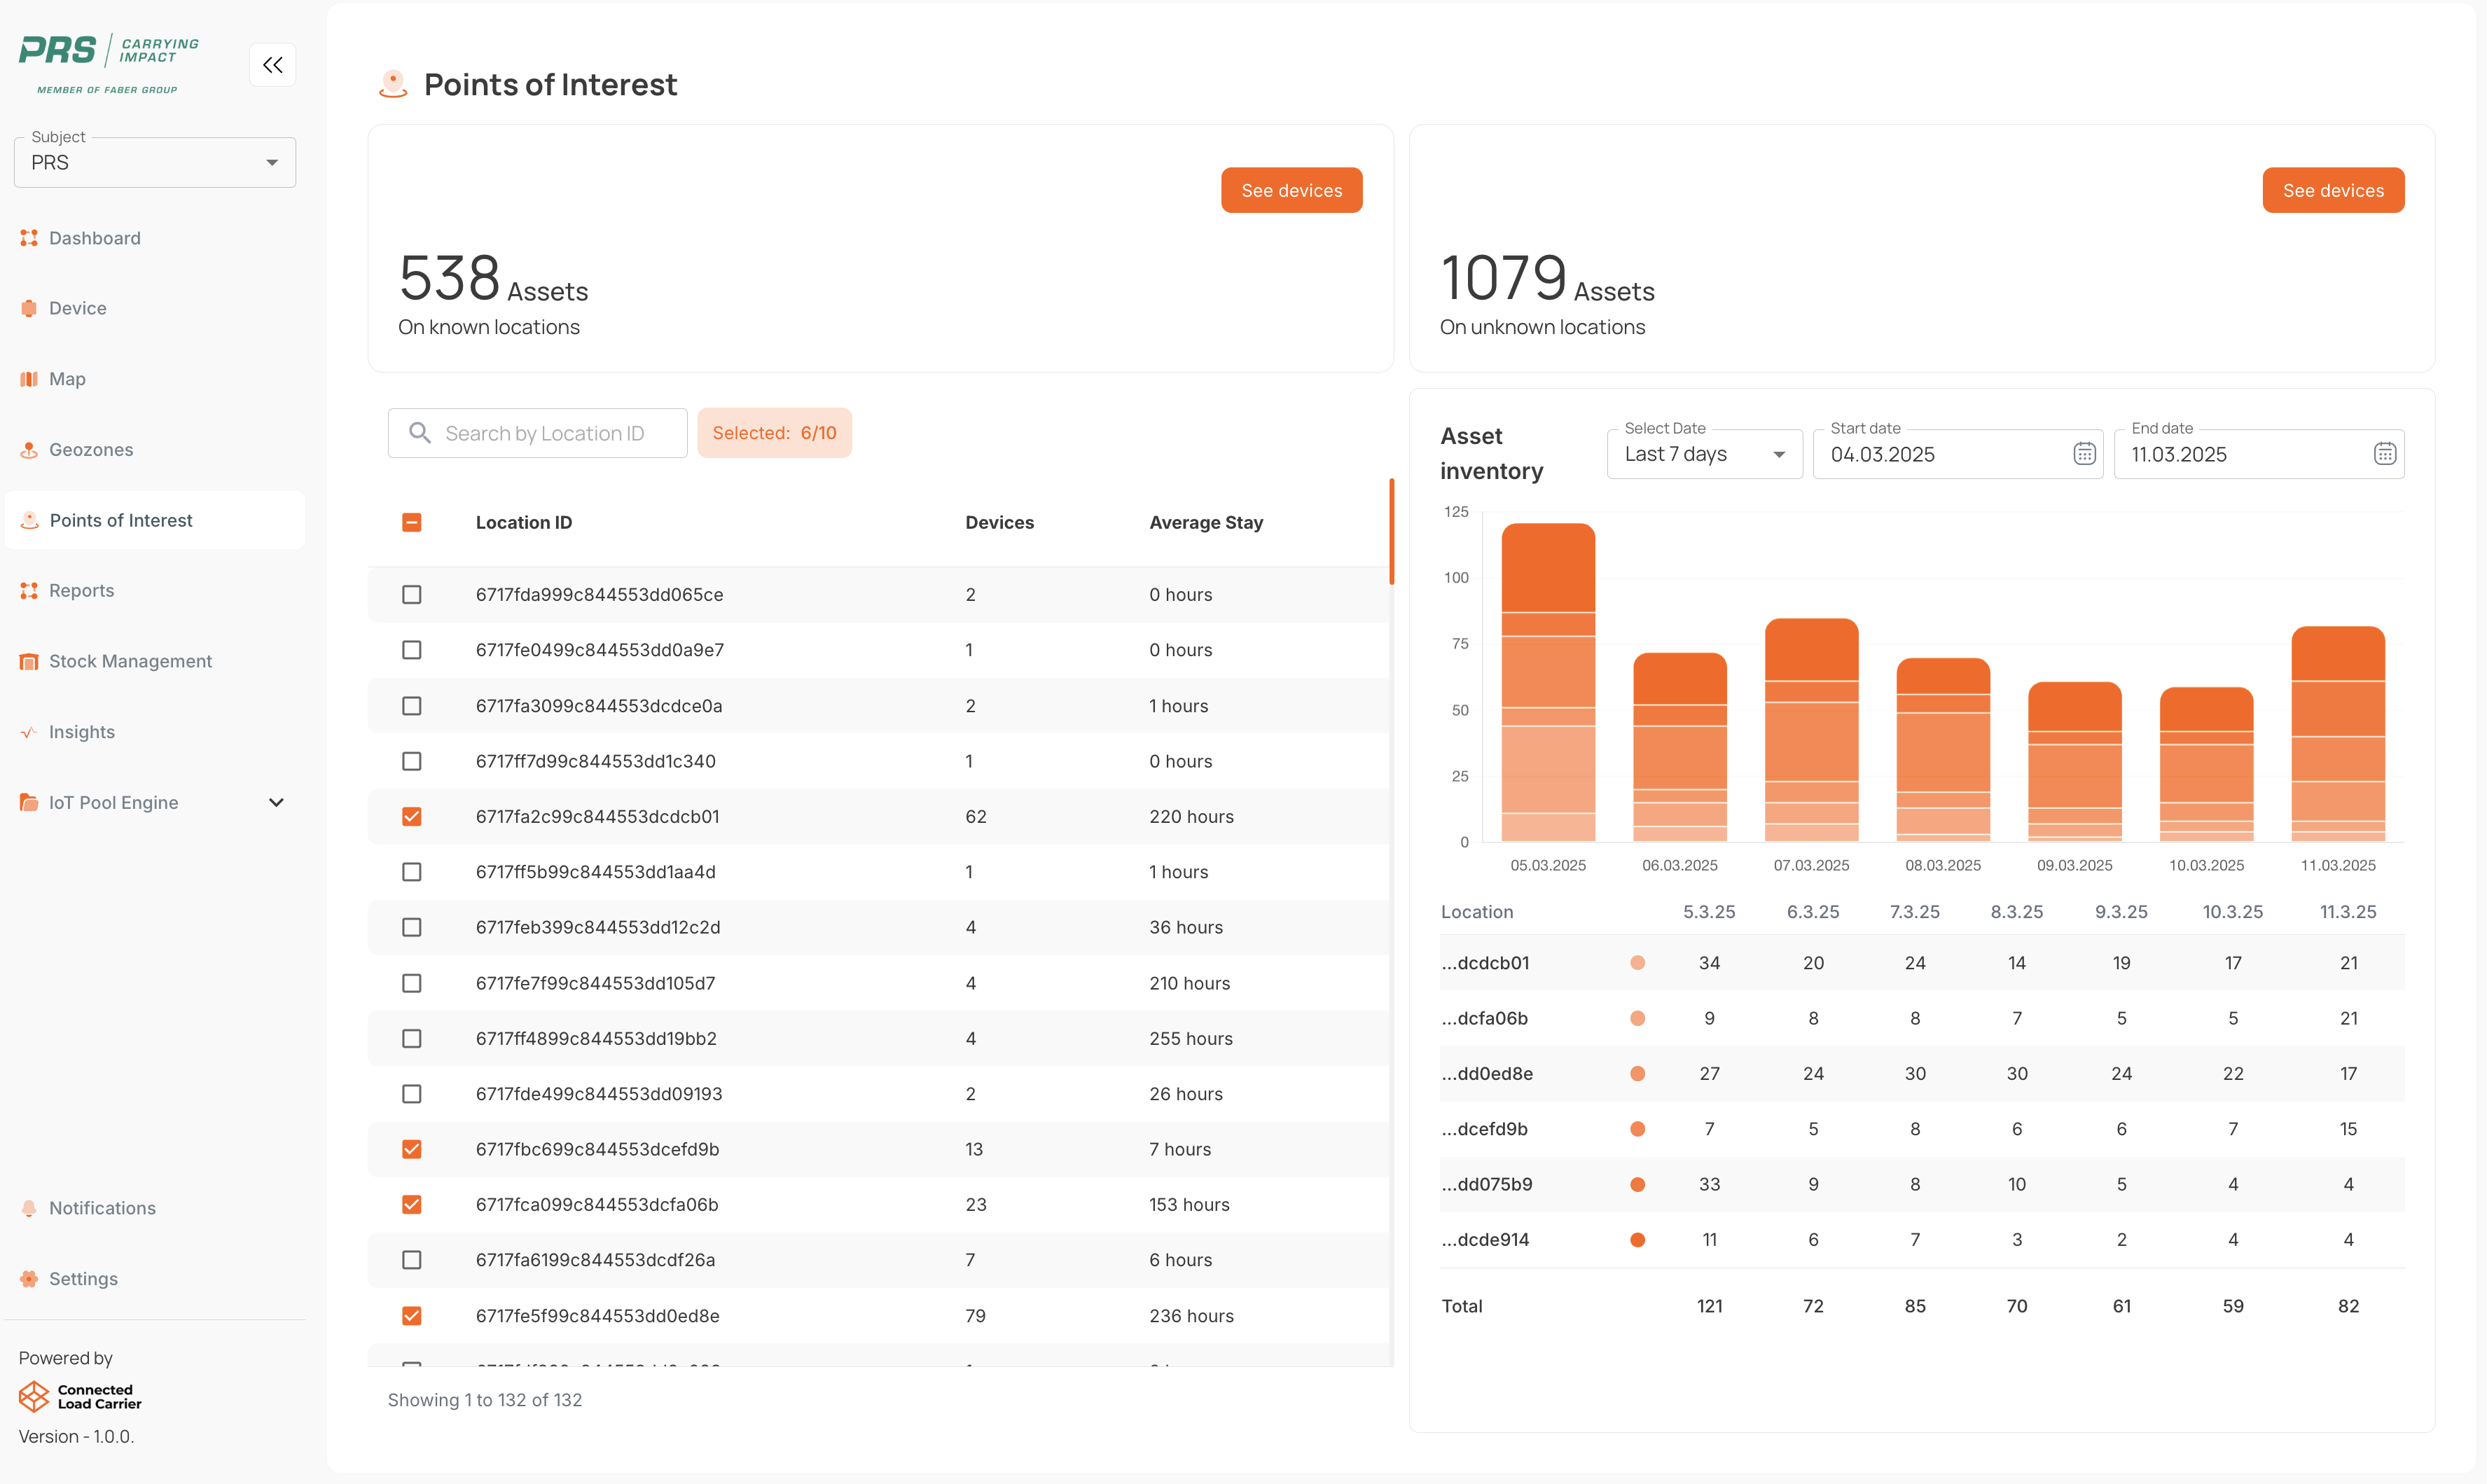 PRS CARRYING IMPACT
MEMBER OF FABER GROUP
Subject
PRS
Dashboard
Device
Map
Geozones
Points of Interest
Reports
Stock Management
Insights
IoT Pool Engine
Notifications
Settings
Powered by
Connected
Load Carrier
Version - 1.0.0.
Points of Interest
See devices
538 Assets
On known locations
See devices
1079 Assets
On unknown locations
Search by Location ID
Selected: 6/10
Location ID Devices Average Stay
6717fda999c844553dd065ce 2 0 hours
6717fe0499c844553dd0a9e7 1 0 hours
6717fa3099c844553dcdce0a 2 1 hours
6717ff7d99c844553dd1c340 1 0 hours
6717fa2c99c844553dcdcb01 62 220 hours
6717ff5b99c844553dd1aa4d 1 1 hours
6717feb399c844553dd12c2d 4 36 hours
6717fe7f99c844553dd105d7 4 210 hours
6717ff4899c844553dd19bb2 4 255 hours
6717fde499c844553dd09193 2 26 hours
6717fbc699c844553dcefd9b 13 7 hours
6717fca099c844553dcfa06b 23 153 hours
6717fa6199c844553dcdf26a 7 6 hours
6717fe5f99c844553dd0ed8e 79 236 hours
Showing 1 to 132 of 132
Asset
inventory
Select Date
Last 7 days
Start date
04.03.2025
End date
11.03.2025
125
100
75
50
25
0
05.03.2025 06.03.2025 07.03.2025 08.03.2025 09.03.2025 10.03.2025 11.03.2025
Location 5.3.25 6.3.25 7.3.25 8.3.25 9.3.25 10.3.25 11.3.25
...dcdcb01 34 20 24 14 19 17 21
...dcfa06b 9 8 8 7 5 5 21
...dd0ed8e 27 24 30 30 24 22 17
...dcefd9b 7 5 8 6 6 7 15
...dd075b9 33 9 8 10 5 4 4
...dcde914 11 6 7 3 2 4 4
Total 121 72 85 70 61 59 82